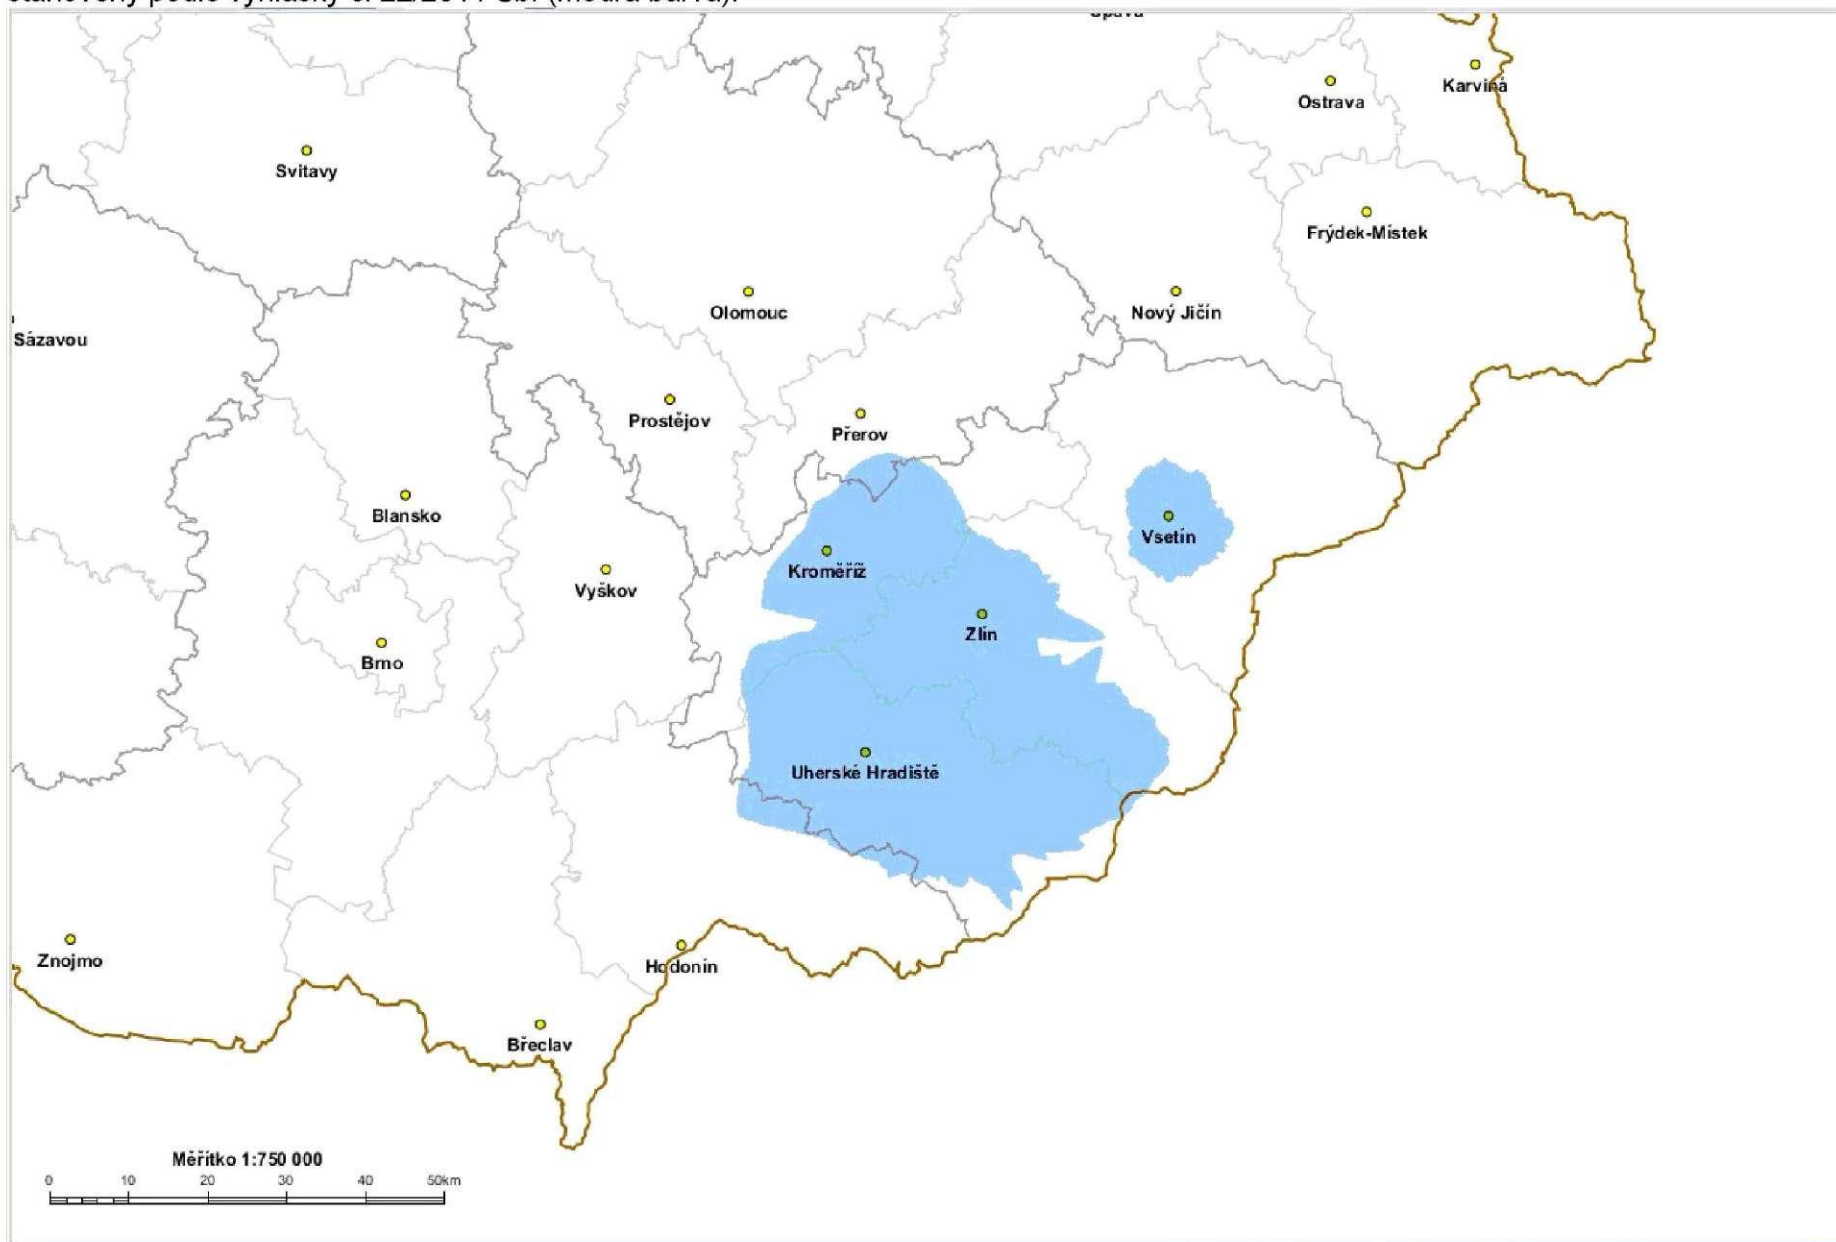 Karviná
Ostrava
Svitavy
Frýdek-Místek
Olomouc
Nový Jičín
Sázavou
Prostějov
Přerov
Blansko
Vsetín
Kroměříž
Vyškov
Zlín
Brno
Uherské Hradiště
Znojmo
Hodonín
Břeclav
Měřítko 1:750 000
0 10 20 30 40 50km